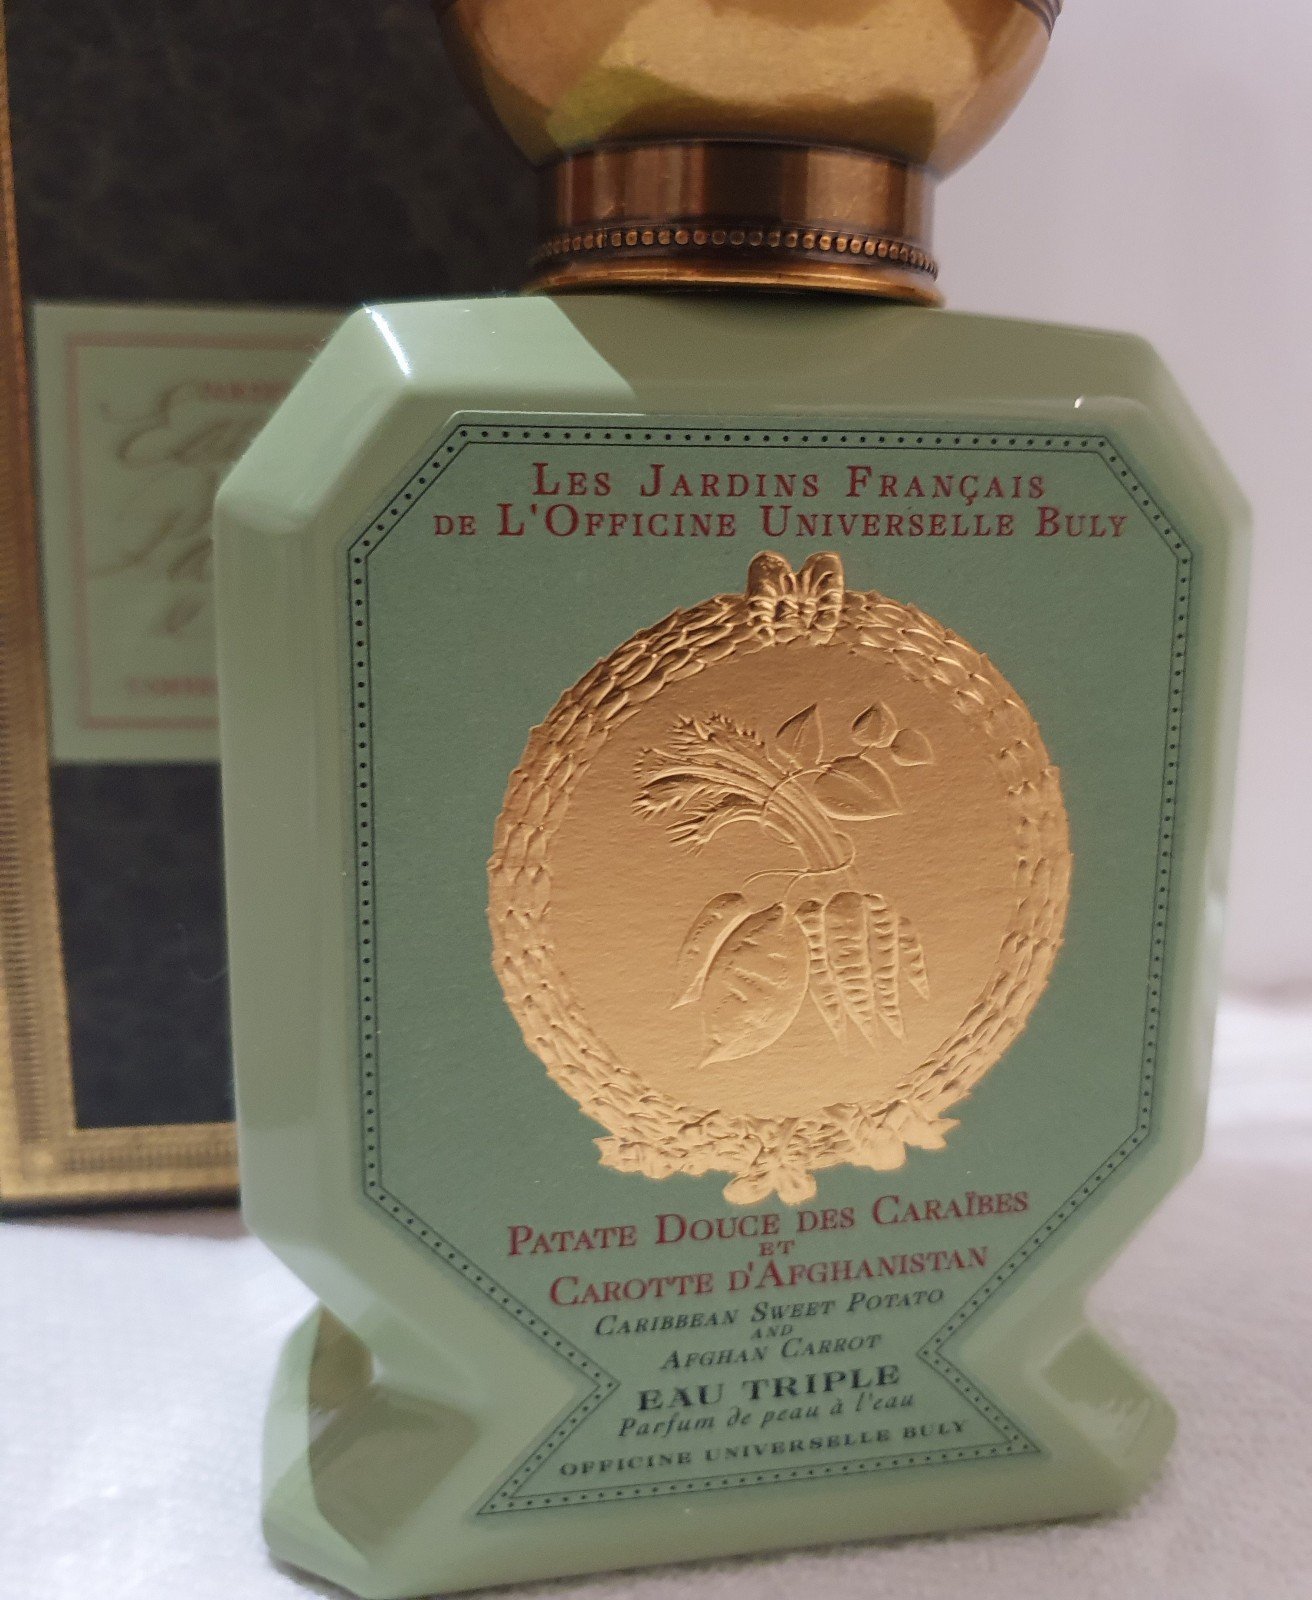 Les Jardins Français
de L'Officine Universelle Buly
Patate Douce des Caraïbes
et
Carotte d'Afghanistan
Caribbean Sweet Potato
and
Afghan Carrot
EAU TRIPLE
Parfum de peau à l'eau
OFFICINE UNIVERSELLE BULY